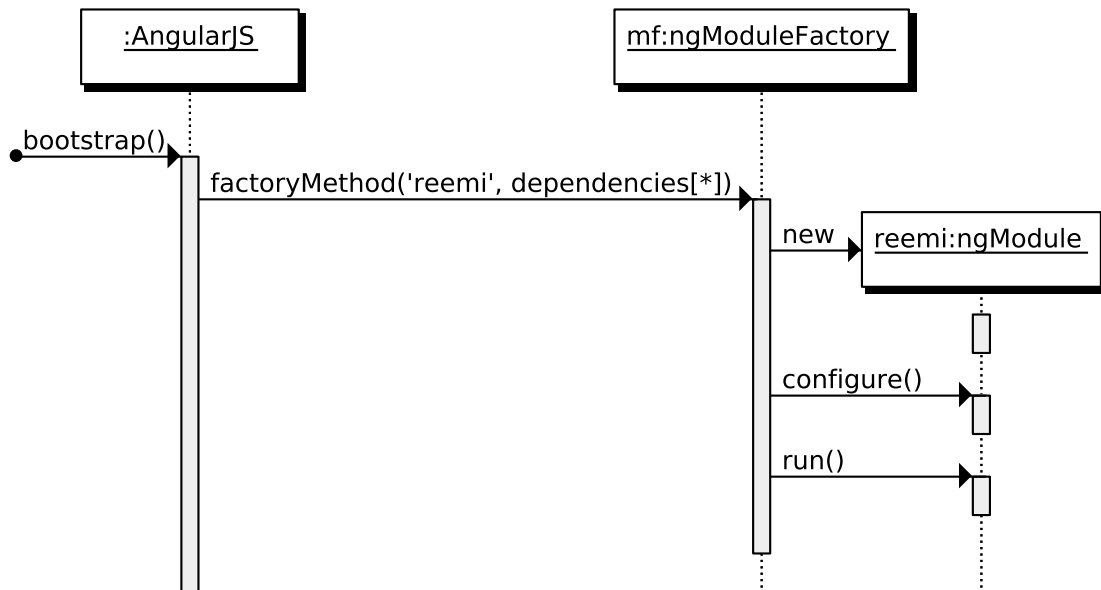 :AngularJS
mf:ngModuleFactory
bootstrap()
factoryMethod('reemi', dependencies[*])
new
reemi:ngModule
configure()
run()